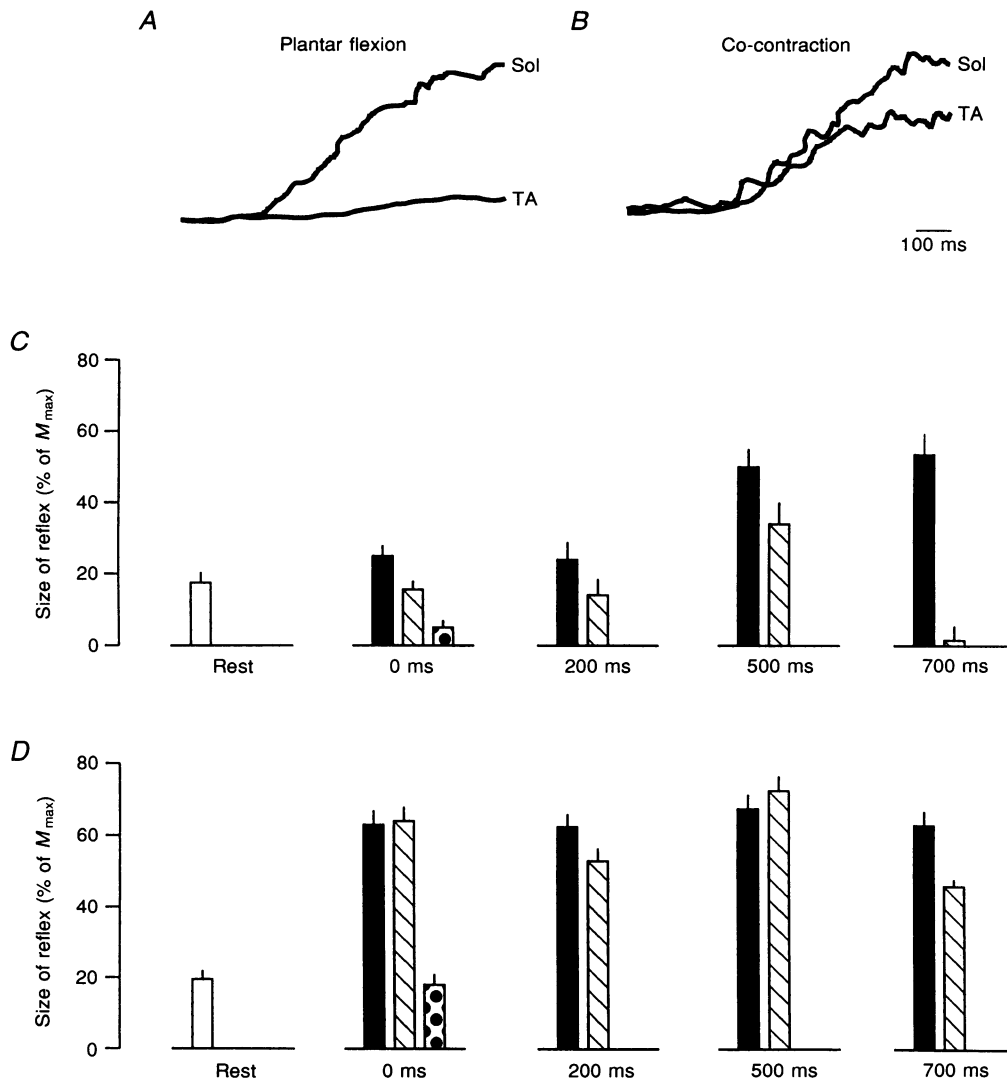 A
Plantar flexion
Sol
TA
B
Co-contraction
Sol
TA
100 ms
C
Size of reflex (% of Mmax)
80
60
40
20
0
Rest
0 ms
200 ms
500 ms
700 ms
D
Size of reflex (% of Mmax)
80
60
40
20
0
Rest
0 ms
200 ms
500 ms
700 ms